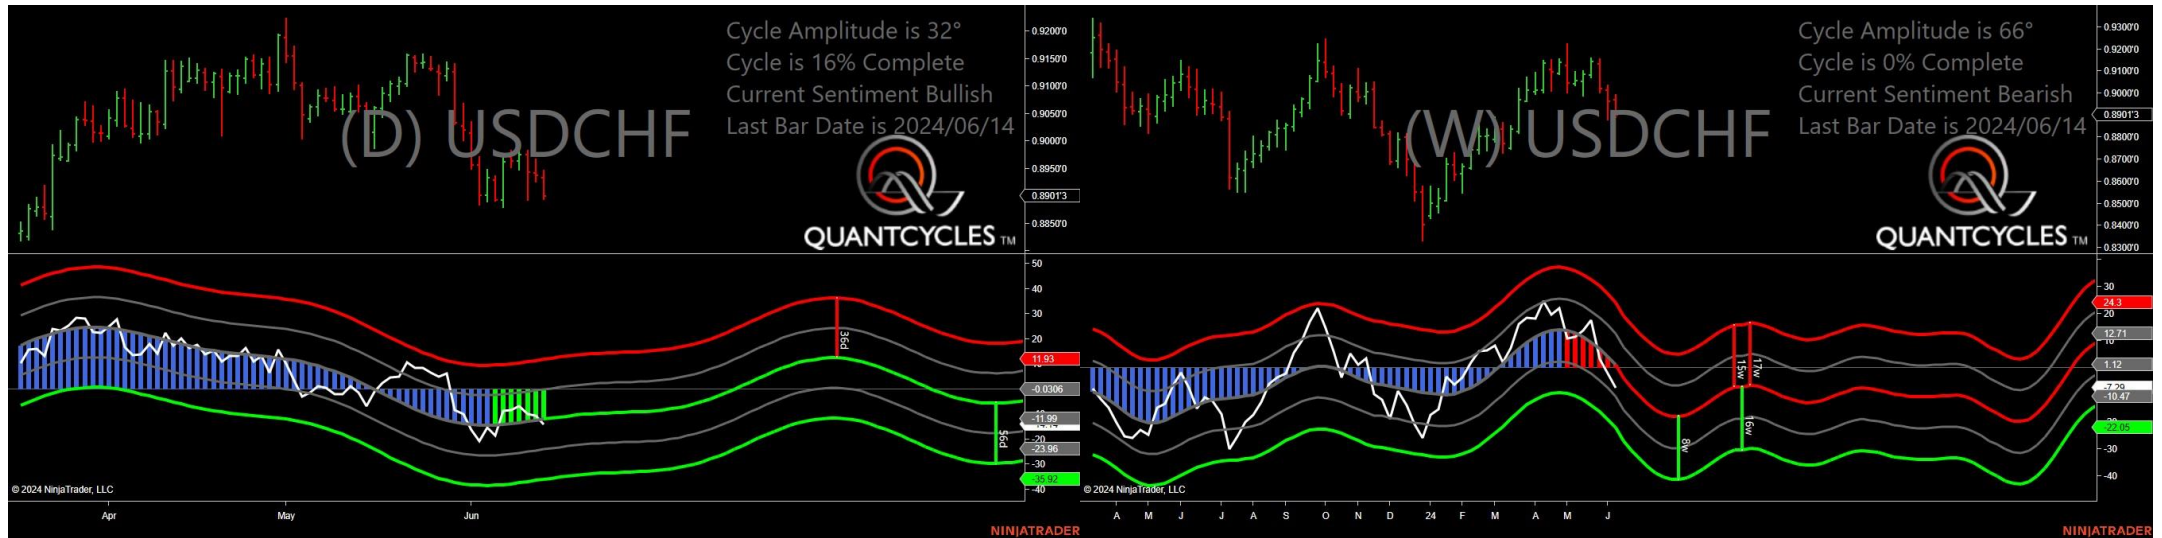 Cycle Amplitude is 32°
Cycle is 16% Complete
Current Sentiment Bullish
Last Bar Date is 2024/06/14
(D) USDCHF
QUANTCYCLES TM
0.9200'0
0.9150'0
0.9100'0
0.9050'0
0.9000'0
0.8950'0
0.8901'3
0.8850'0
50
40
30
20
11.93
-0.0306
-11.99
-20
-23.96
-30
-35.92
-40
36d
56d
© 2024 NinjaTrader, LLC
Apr
May
Jun
NINJATRADER
Cycle Amplitude is 66°
Cycle is 0% Complete
Current Sentiment Bearish
Last Bar Date is 2024/06/14
(W) USDCHF
QUANTCYCLES TM
0.9300'0
0.9200'0
0.9100'0
0.9000'0
0.8901'3
0.8800'0
0.8700'0
0.8600'0
0.8500'0
0.8400'0
0.8300'0
30
24.3
20
12.71
10
1.12
-7.29
-10.47
-22.05
-30
-40
8w
15w
17w
16w
© 2024 NinjaTrader, LLC
A M J J A S O N D 24 F M A M J
NINJATRADER